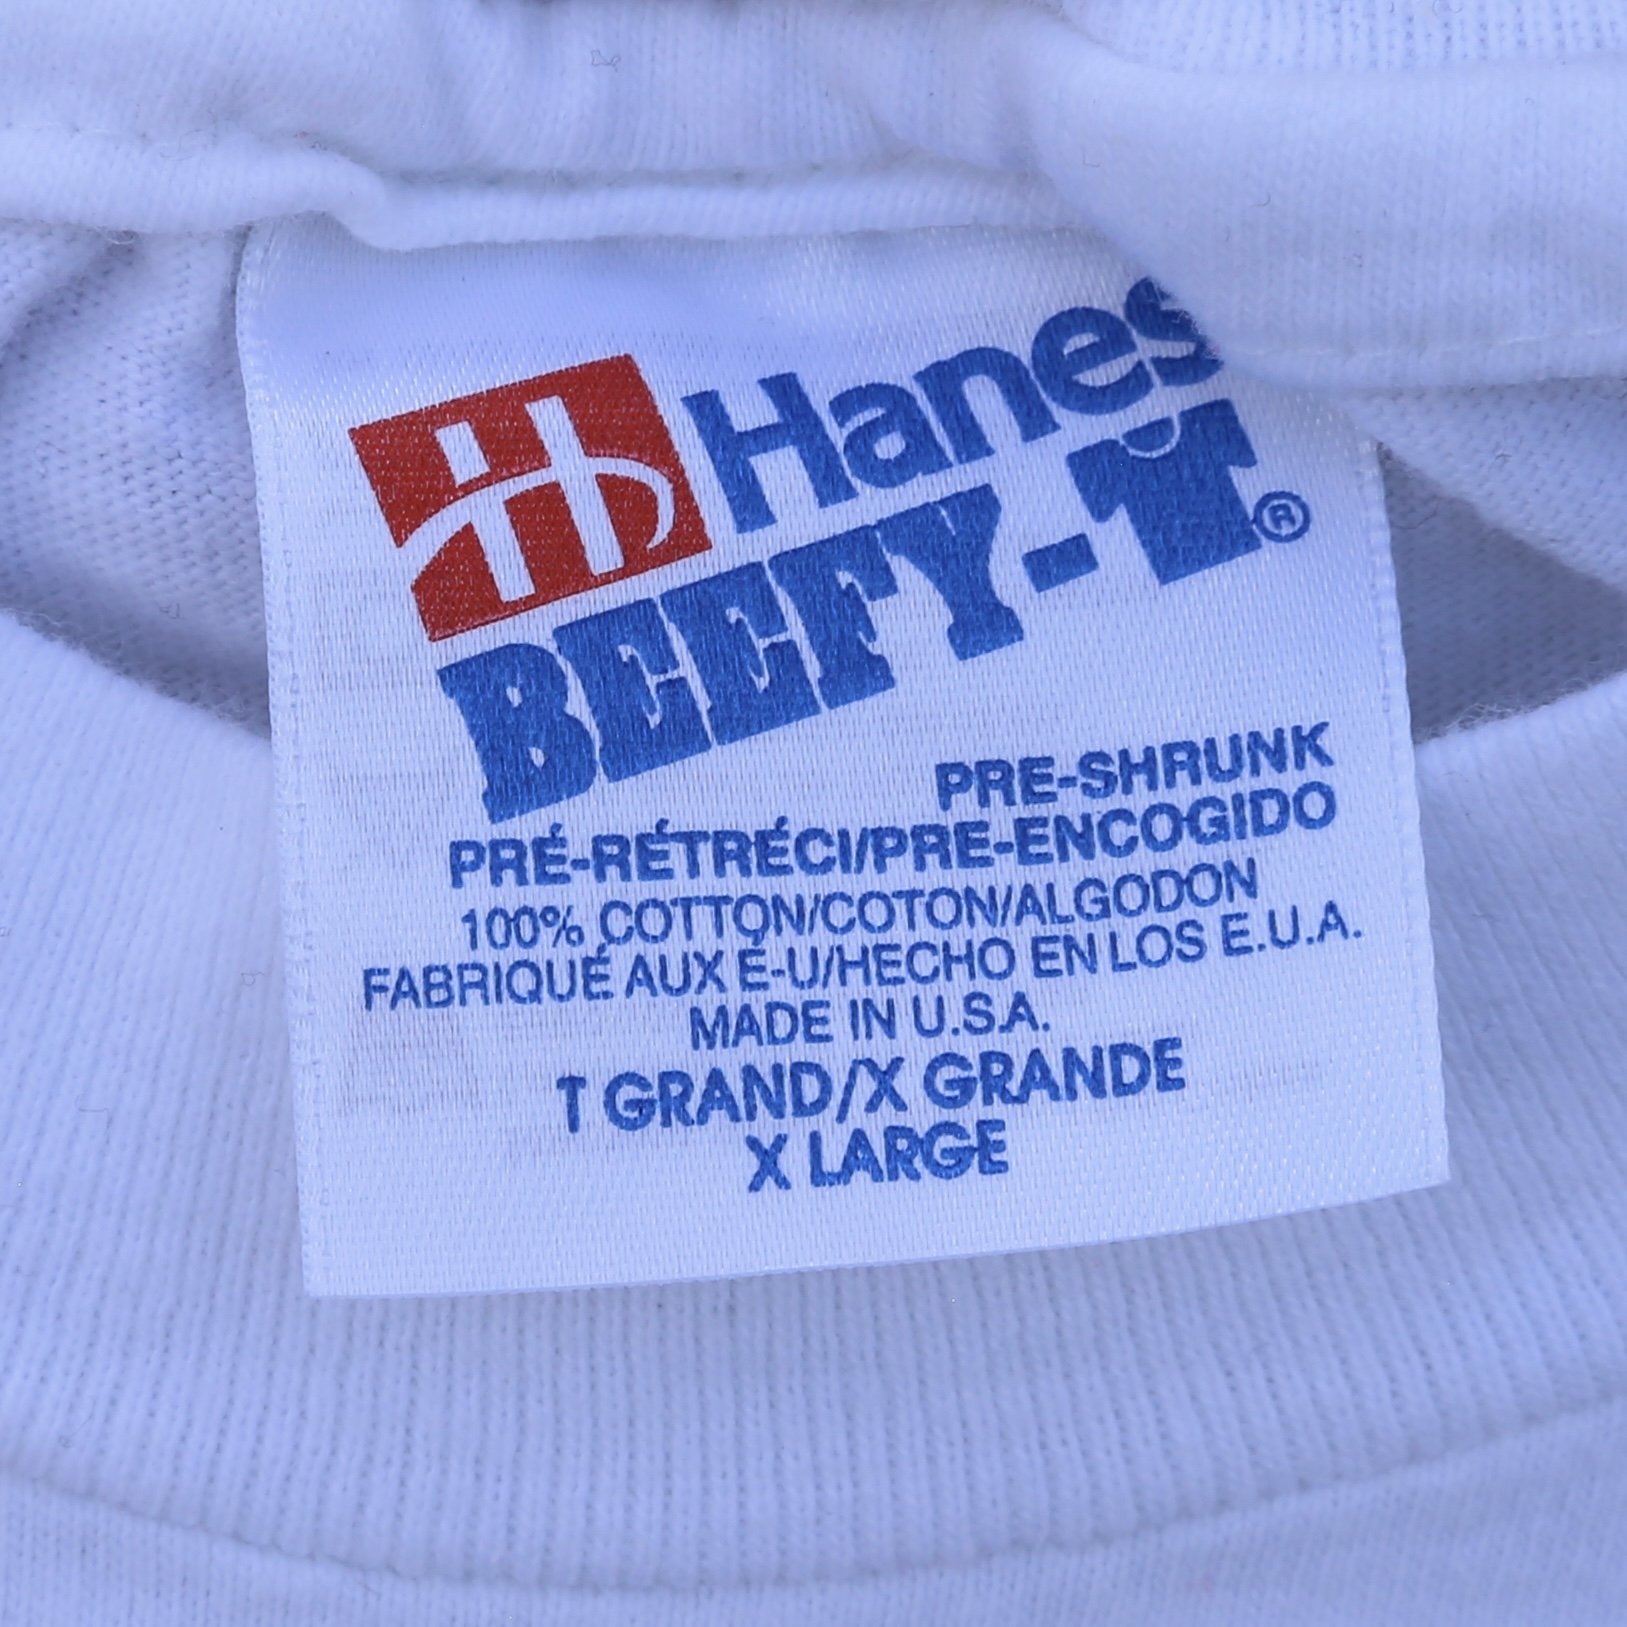 Hanes
BEEFY-T®
PRE-SHRUNK
PRÉ-RÉTRÉCI/PRE-ENCOGIDO
100% COTTON/COTON/ALGODON
FABRIQUÉ AUX É-U/HECHO EN LOS E.U.A.
MADE IN U.S.A.
T GRAND/X GRANDE
X LARGE